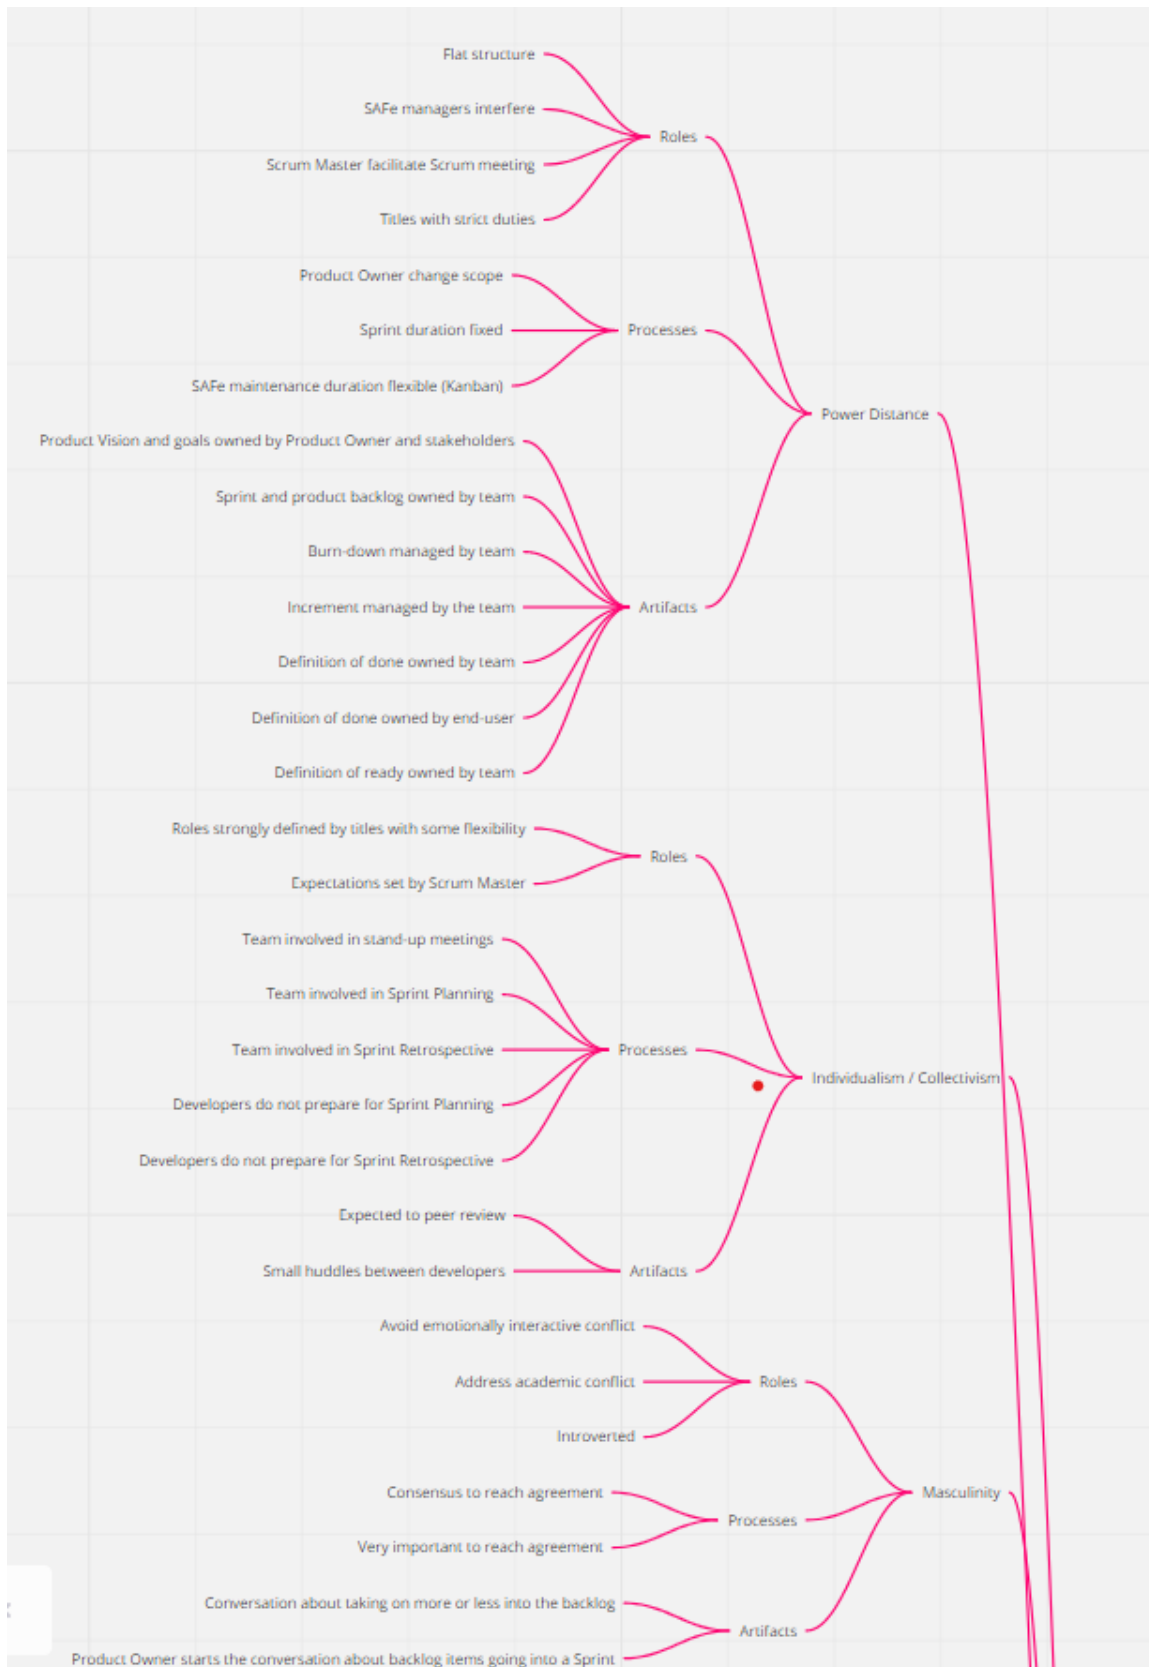 Flat structure
SAFe managers interfere
Roles
Scrum Master facilitate Scrum meeting
Titles with strict duties
Product Owner change scope
Sprint duration fixed
Processes
SAFe maintenance duration flexible (Kanban)
Power Distance
Product Vision and goals owned by Product Owner and stakeholders
Sprint and product backlog owned by team
Burn-down managed by team
Increment managed by the team
Artifacts
Definition of done owned by team
Definition of done owned by end-user
Definition of ready owned by team
Roles strongly defined by titles with some flexibility
Roles
Expectations set by Scrum Master
Team involved in stand-up meetings
Team involved in Sprint Planning
Team involved in Sprint Retrospective
Processes
Individualism / Collectivism
Developers do not prepare for Sprint Planning
Developers do not prepare for Sprint Retrospective
Expected to peer review
Small huddles between developers
Artifacts
Avoid emotionally interactive conflict
Address academic conflict
Roles
Introverted
Consensus to reach agreement
Masculinity
Processes
Very important to reach agreement
Conversation about taking on more or less into the backlog
Artifacts
Product Owner starts the conversation about backlog items going into a Sprint